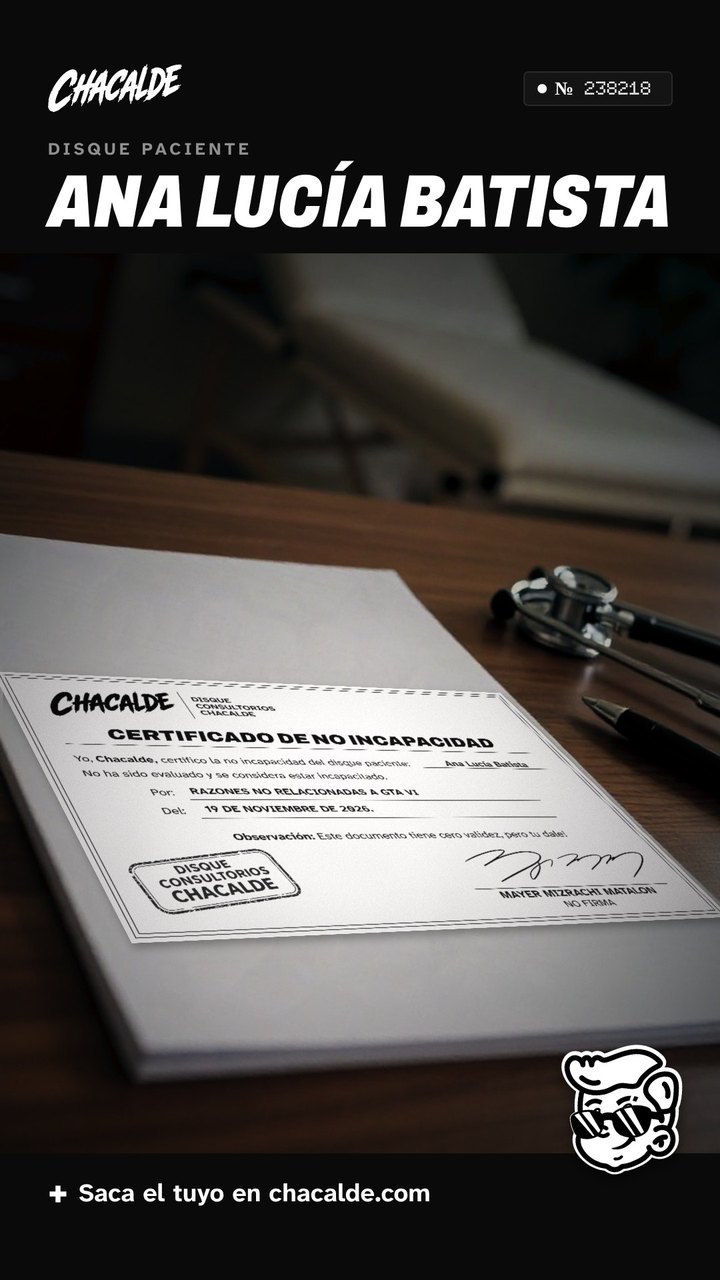 CHACALDE
• № 238218
DISQUE PACIENTE
ANA LUCÍA BATISTA
CHACALDE
DISQUE
CONSULTORIOS
CHACALDE
CERTIFICADO DE NO INCAPACIDAD
Yo, Chacalde, certifico la no incapacidad del disque paciente: Ana Lucía Batista
No ha sido evaluado y se considera estar incapacitado.
Por: RAZONES NO RELACIONADAS A GTA VI
Del: 19 DE NOVIEMBRE DE 2026.
Observación: Este documento tiene cero validez, pero tu dale!
DISQUE
CONSULTORIOS
CHACALDE
MAYER MIZRACHI MATALON
NO FIRMA
+ Saca el tuyo en chacalde.com